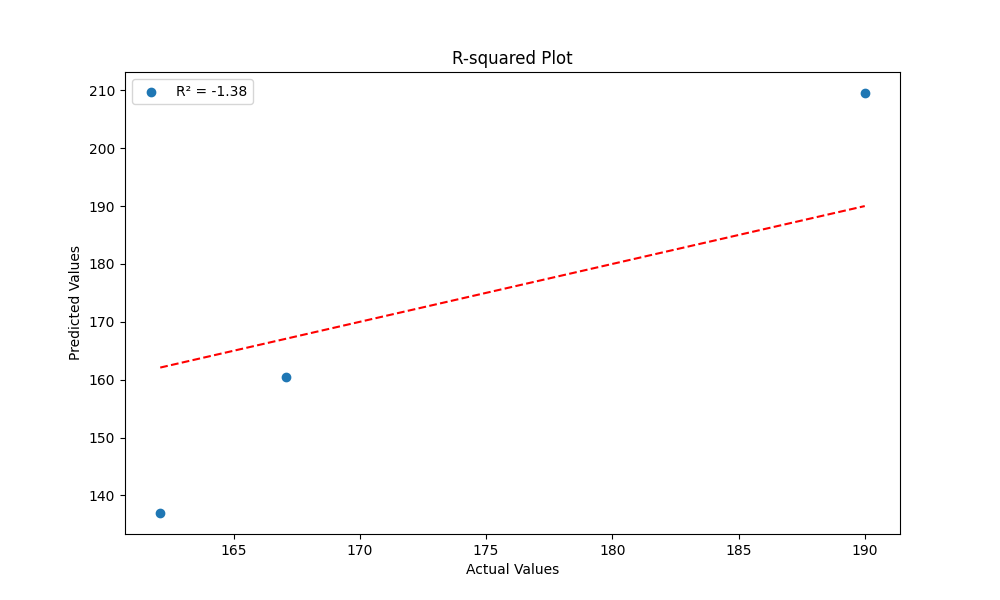 R-squared Plot
R² = -1.38
210
200
190
180
170
160
150
140
Predicted Values
165 170 175 180 185 190
Actual Values